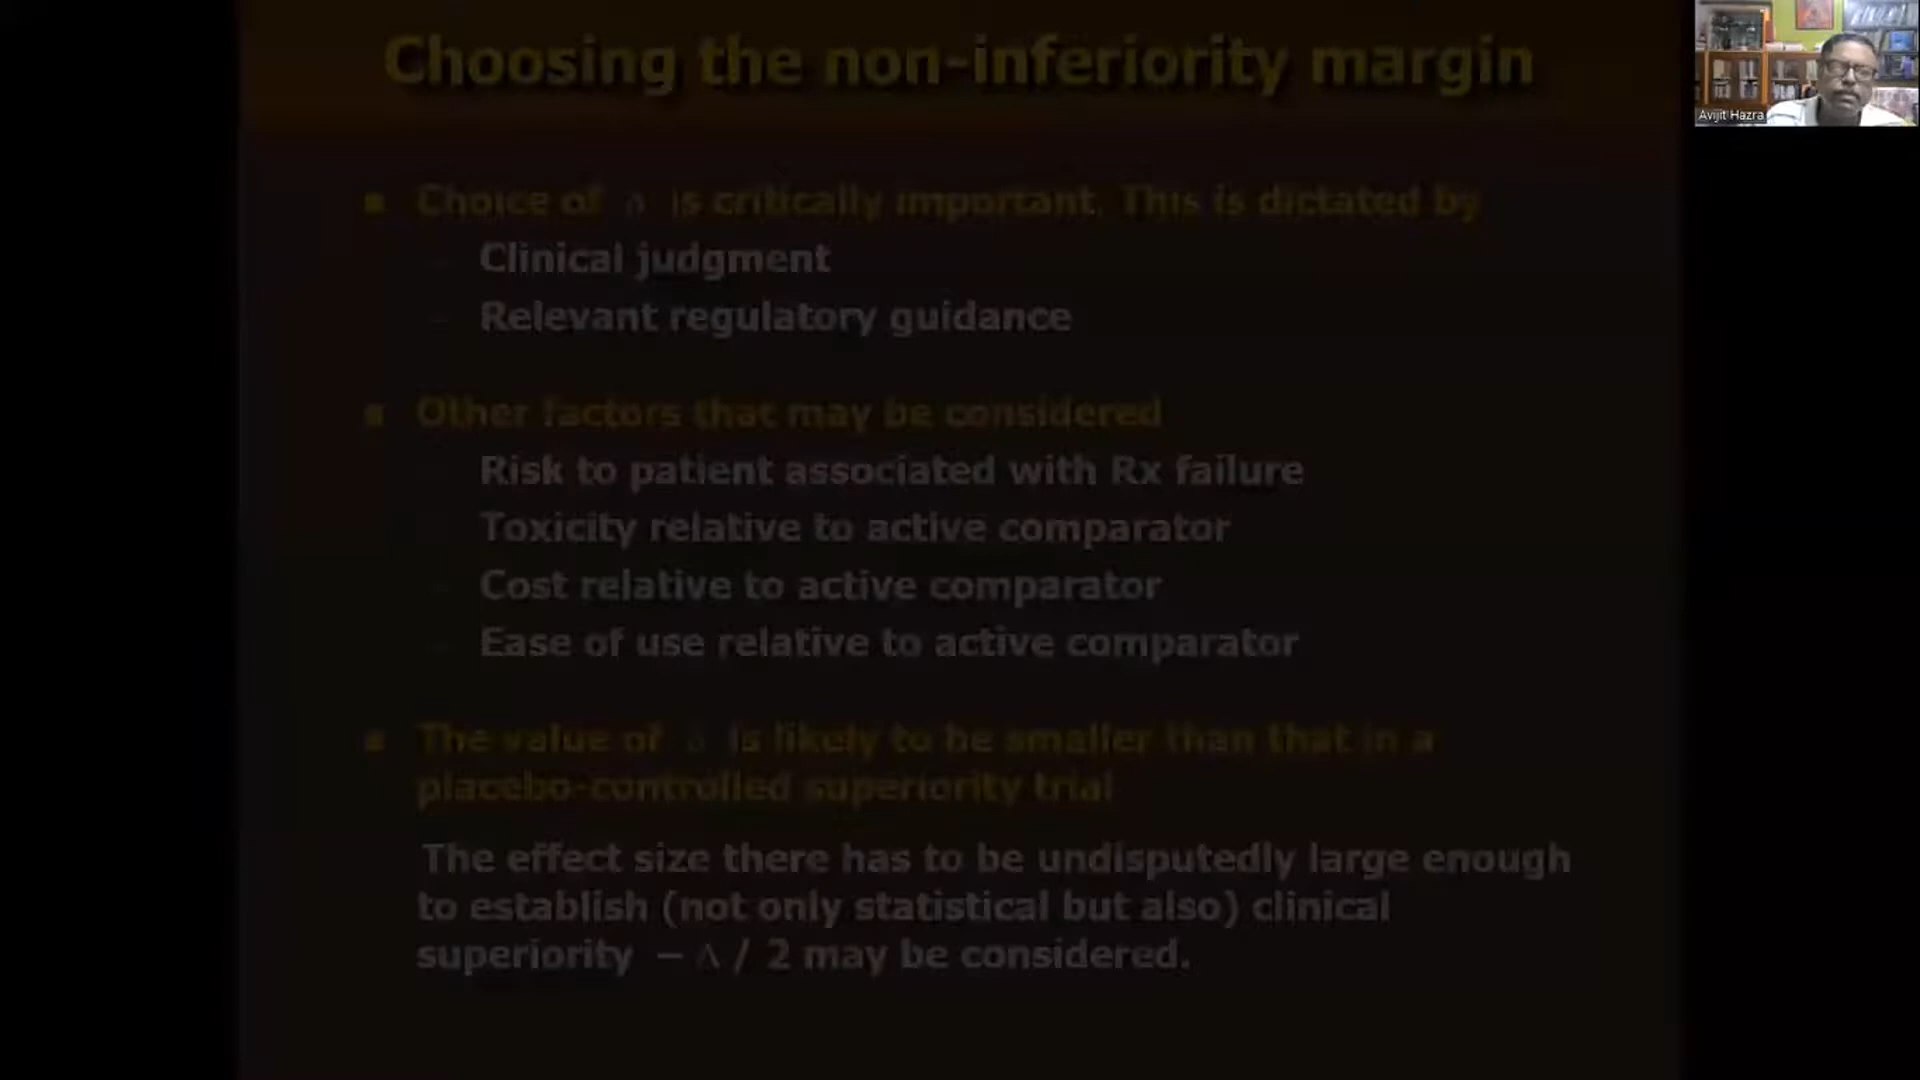 Choosing the non-inferiority margin
Avijit Hazra
▪ Choice of Δ is critically important. This is dictated by
– Clinical judgment
– Relevant regulatory guidance
▪ Other factors that may be considered
– Risk to patient associated with Rx failure
– Toxicity relative to active comparator
– Cost relative to active comparator
– Ease of use relative to active comparator
▪ The value of is likely to be smaller than that in a
placebo-controlled superiority trial
The effect size there has to be undisputedly large enough
to establish (not only statistical but also) clinical
superiority – Δ / 2 may be considered.